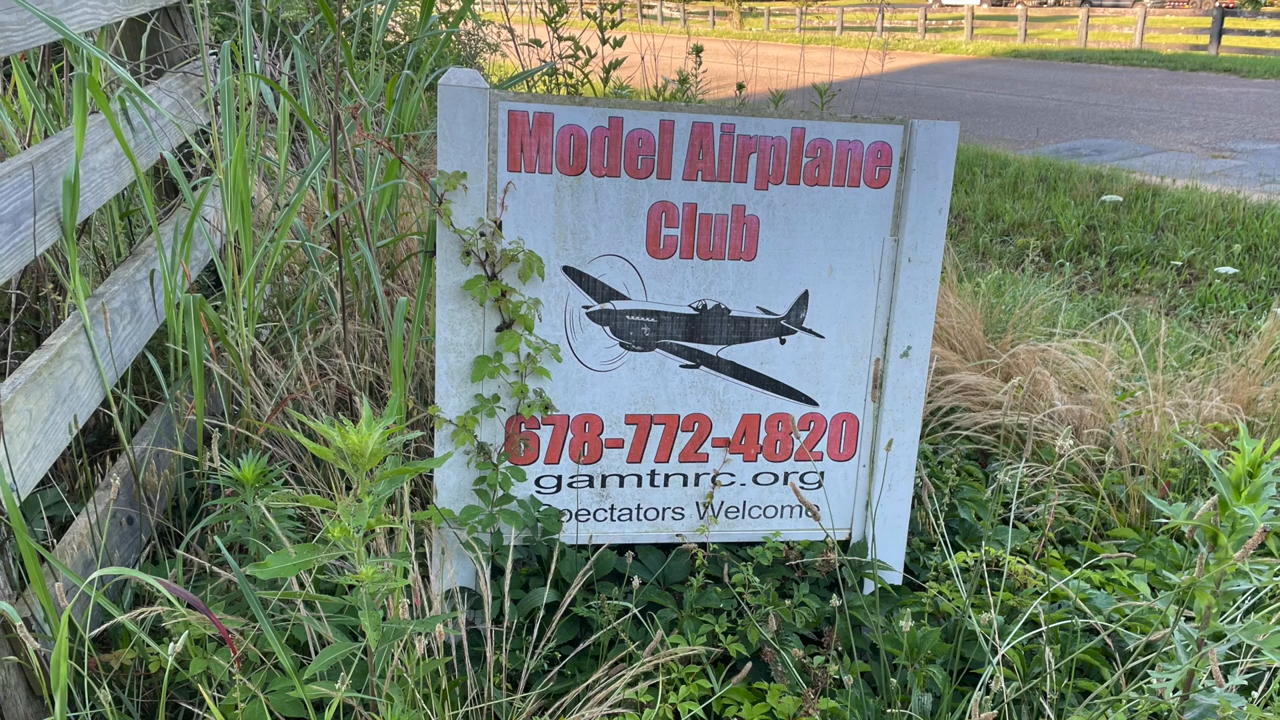 Model Airplane
Club
678-772-4820
gamtnrc.org
Spectators Welcome